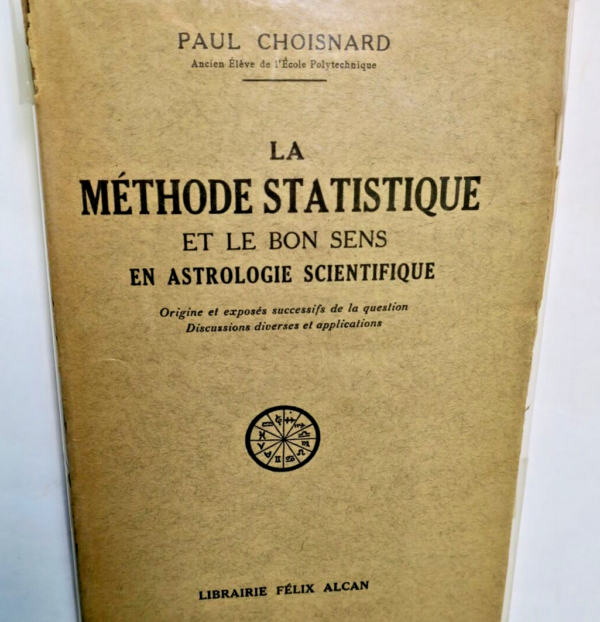 PAUL CHOISNARD
Ancien Élève de l'École Polytechnique
LA
MÉTHODE STATISTIQUE
ET LE BON SENS
EN ASTROLOGIE SCIENTIFIQUE
Origine et exposés successifs de la question
Discussions diverses et applications
LIBRAIRIE FÉLIX ALCAN